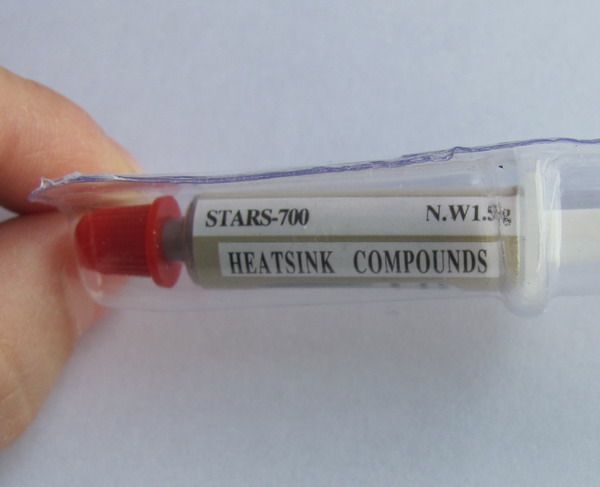 STARS-700 N.W1.5g
HEATSINK COMPOUNDS